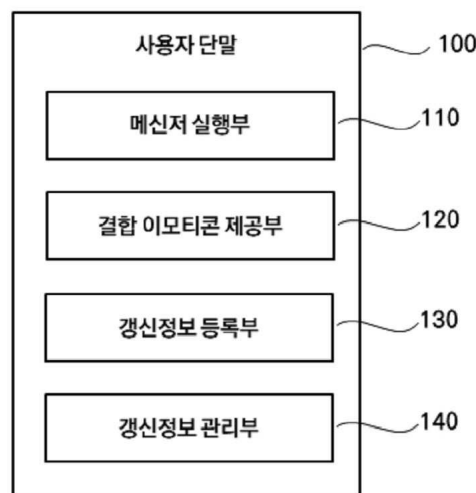 사용자 단말
100
메신저 실행부
110
결합 이모티콘 제공부
120
갱신정보 등록부
130
갱신정보 관리부
140